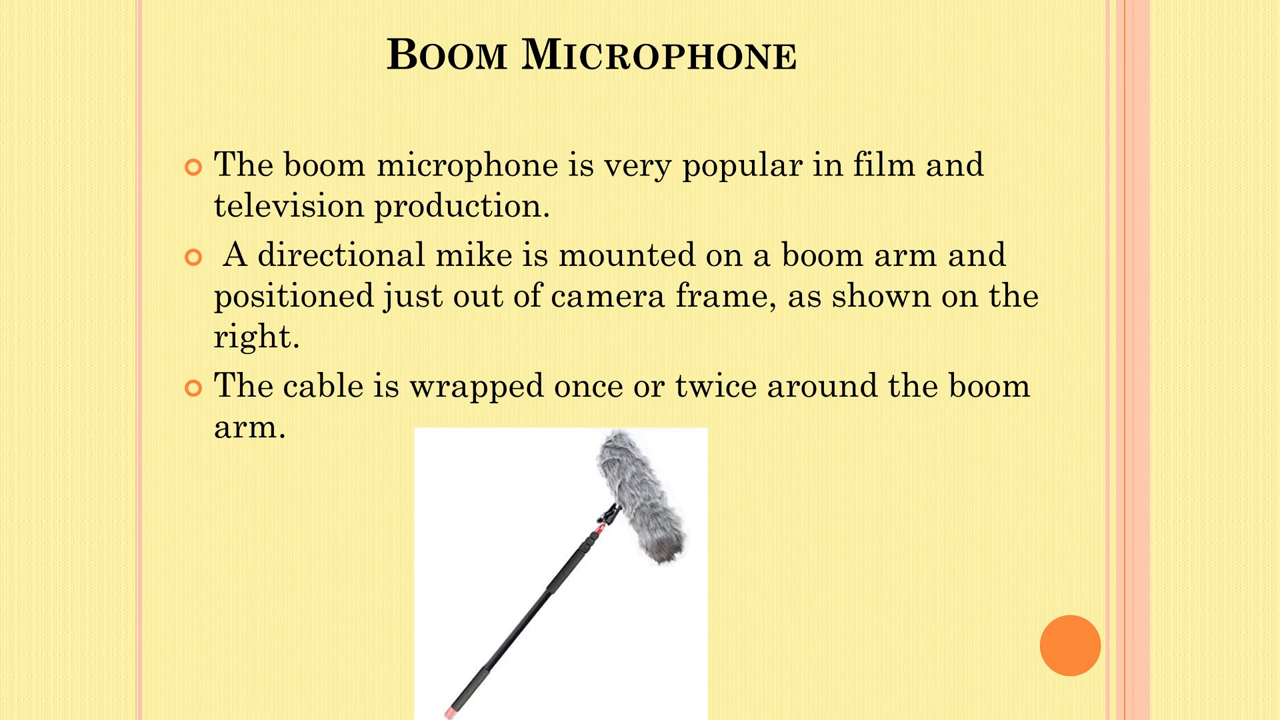 BOOM MICROPHONE
The boom microphone is very popular in film and
television production.
A directional mike is mounted on a boom arm and
positioned just out of camera frame, as shown on the
right.
The cable is wrapped once or twice around the boom
arm.